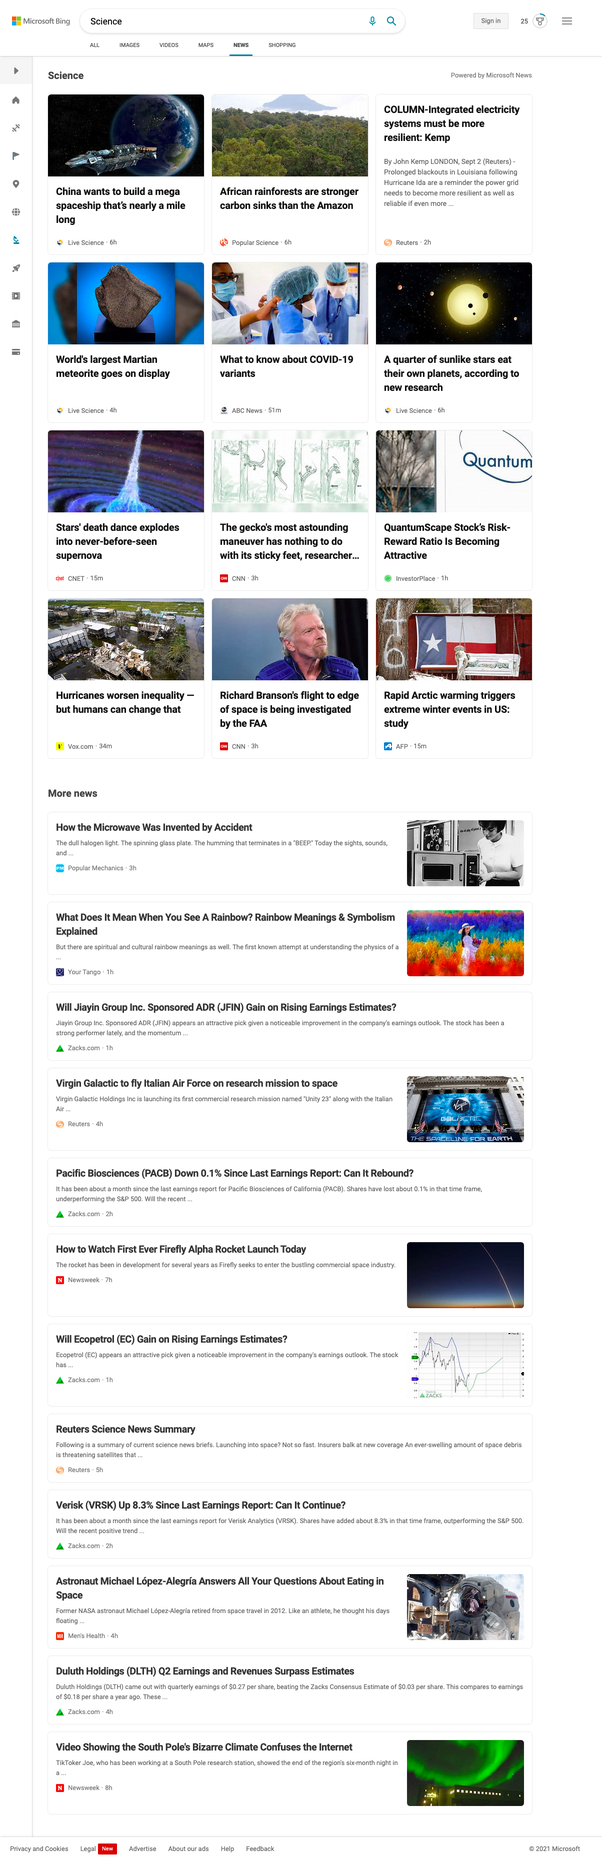 Microsoft Bing
Science
Sign in
25
ALL IMAGES VIDEOS MAPS NEWS SHOPPING
Science
Powered by Microsoft News
China wants to build a mega
spaceship that's nearly a mile
long
Live Science · 6h
African rainforests are stronger
carbon sinks than the Amazon
Popular Science · 6h
COLUMN-Integrated electricity
systems must be more
resilient: Kemp
By John Kemp LONDON, Sept 2 (Reuters) -
Prolonged blackouts in Louisiana following
Hurricane Ida are a reminder the power grid
needs to become more resilient as well as
reliable if even more ...
Reuters · 2h
World's largest Martian
meteorite goes on display
Live Science · 4h
What to know about COVID-19
variants
ABC News · 51m
A quarter of sunlike stars eat
their own planets, according to
new research
Live Science · 6h
Stars' death dance explodes
into never-before-seen
supernova
CNET · 15m
The gecko's most astounding
maneuver has nothing to do
with its sticky feet, researcher...
CNN · 3h
Quantum
QuantumScape Stock's Risk-
Reward Ratio Is Becoming
Attractive
InvestorPlace · 1h
Hurricanes worsen inequality —
but humans can change that
Vox.com · 34m
Richard Branson's flight to edge
of space is being investigated
by the FAA
CNN · 3h
46
Rapid Arctic warming triggers
extreme winter events in US:
study
AFP · 15m
More news
How the Microwave Was Invented by Accident
The dull halogen light. The spinning glass plate. The humming that terminates in a "BEEP." Today the sights, sounds,
and ...
Popular Mechanics · 3h
What Does It Mean When You See A Rainbow? Rainbow Meanings & Symbolism
Explained
But there are spiritual and cultural rainbow meanings as well. The first known attempt at understanding the physics of a
...
Your Tango · 1h
Will Jiayin Group Inc. Sponsored ADR (JFIN) Gain on Rising Earnings Estimates?
Jiayin Group Inc. Sponsored ADR (JFIN) appears an attractive pick given a noticeable improvement in the company's earnings outlook. The stock has been a
strong performer lately, and the momentum ...
Zacks.com · 1h
Virgin Galactic to fly Italian Air Force on research mission to space
Virgin Galactic Holdings Inc is launching its first commercial research mission named "Unity 23" along with the Italian
Air ...
Reuters · 4h
VIRGIN GALACTIC
THE SPACELINE FOR EARTH
Pacific Biosciences (PACB) Down 0.1% Since Last Earnings Report: Can It Rebound?
It has been about a month since the last earnings report for Pacific Biosciences of California (PACB). Shares have lost about 0.1% in that time frame,
underperforming the S&P 500. Will the recent ...
Zacks.com · 2h
How to Watch First Ever Firefly Alpha Rocket Launch Today
The rocket has been in development for several years as Firefly seeks to enter the bustling commercial space industry.
Newsweek · 7h
Will Ecopetrol (EC) Gain on Rising Earnings Estimates?
Ecopetrol (EC) appears an attractive pick given a noticeable improvement in the company's earnings outlook. The stock
has ...
Zacks.com · 1h
ZACKS
Reuters Science News Summary
Following is a summary of current science news briefs. Launching into space? Not so fast. Insurers balk at new coverage An ever-swelling amount of space debris
is threatening satellites that ...
Reuters · 5h
Verisk (VRSK) Up 8.3% Since Last Earnings Report: Can It Continue?
It has been about a month since the last earnings report for Verisk Analytics (VRSK). Shares have added about 8.3% in that time frame, outperforming the S&P 500.
Will the recent positive trend ...
Zacks.com · 2h
Astronaut Michael López-Alegría Answers All Your Questions About Eating in
Space
Former NASA astronaut Michael López-Alegría retired from space travel in 2012. Like an athlete, he thought his days
floating ...
Men's Health · 4h
Duluth Holdings (DLTH) Q2 Earnings and Revenues Surpass Estimates
Duluth Holdings (DLTH) came out with quarterly earnings of $0.27 per share, beating the Zacks Consensus Estimate of $0.03 per share. This compares to earnings
of $0.18 per share a year ago. These ...
Zacks.com · 4h
Video Showing the South Pole's Bizarre Climate Confuses the Internet
TikToker Joe, who has been working at a South Pole research station, showed the end of the region's six-month night in
a ...
Newsweek · 8h
Privacy and Cookies Legal New Advertise About our ads Help Feedback © 2021 Microsoft